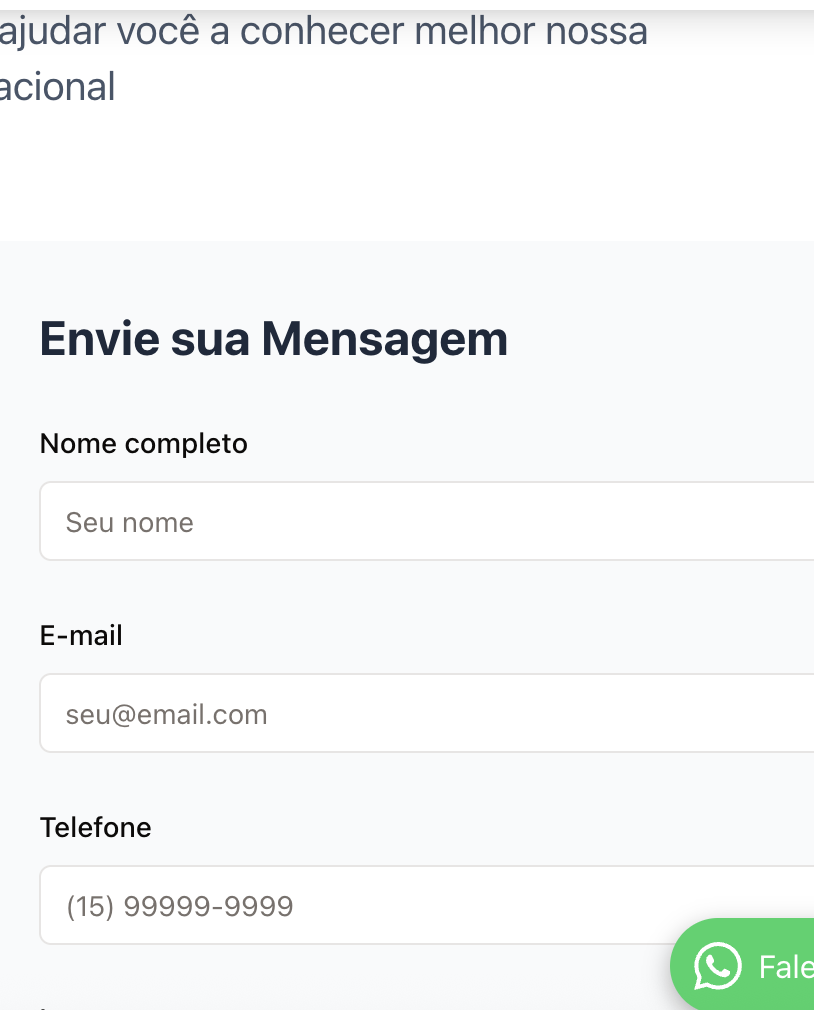 ajudar você a conhecer melhor nossa
acional
Envie sua Mensagem
Nome completo
Seu nome
E-mail
seu@email.com
Telefone
(15) 99999-9999
Fale